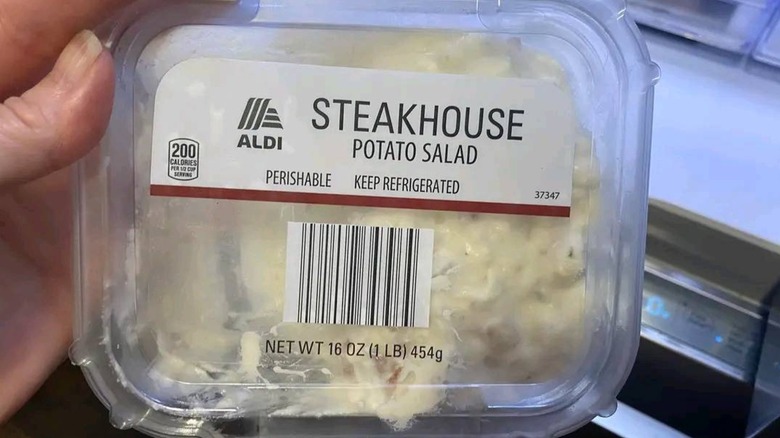 STEAKHOUSE
ALDI
POTATO SALAD
200
CALORIES
PER 1/2 CUP
SERVING
PERISHABLE KEEP REFRIGERATED
37347
NET WT 16 OZ (1 LB) 454g